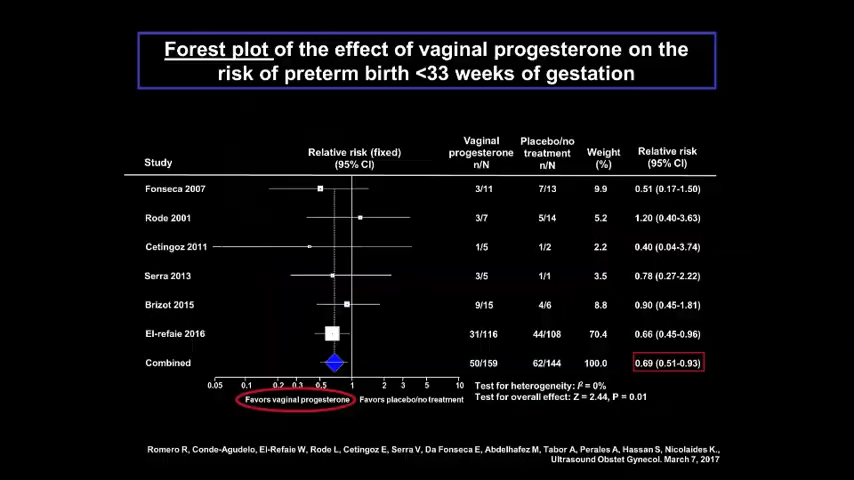 Forest plot of the effect of vaginal progesterone on the
risk of preterm birth <33 weeks of gestation
Study
Relative risk (fixed)
(95% CI)
Vaginal
progesterone
n/N
Placebo/no
treatment
n/N
Weight
(%)
Relative risk
(95% CI)
Fonseca 2007 3/11 7/13 9.9 0.51 (0.17-1.50)
Rode 2001 3/7 5/14 5.2 1.20 (0.40-3.63)
Cetingoz 2011 1/5 1/2 2.2 0.40 (0.04-3.74)
Serra 2013 3/5 1/1 3.5 0.78 (0.27-2.22)
Brizot 2015 9/15 4/6 8.8 0.90 (0.45-1.81)
El-refaie 2016 31/116 44/108 70.4 0.66 (0.45-0.96)
Combined 50/159 62/144 100.0 0.69 (0.51-0.93)
0.05 0.1 0.2 0.3 0.5 1 2 3 5 10
Favors vaginal progesterone Favors placebo/no treatment
Test for heterogeneity: I² = 0%
Test for overall effect: Z = 2.44, P = 0.01
Romero R, Conde-Agudelo, El-Refaie W, Rode L, Cetingoz E, Serra V, Da Fonseca E, Abdelhafez M, Tabor A, Perales A, Hassan S, Nicolaides K.,
Ultrasound Obstet Gynecol. March 7, 2017